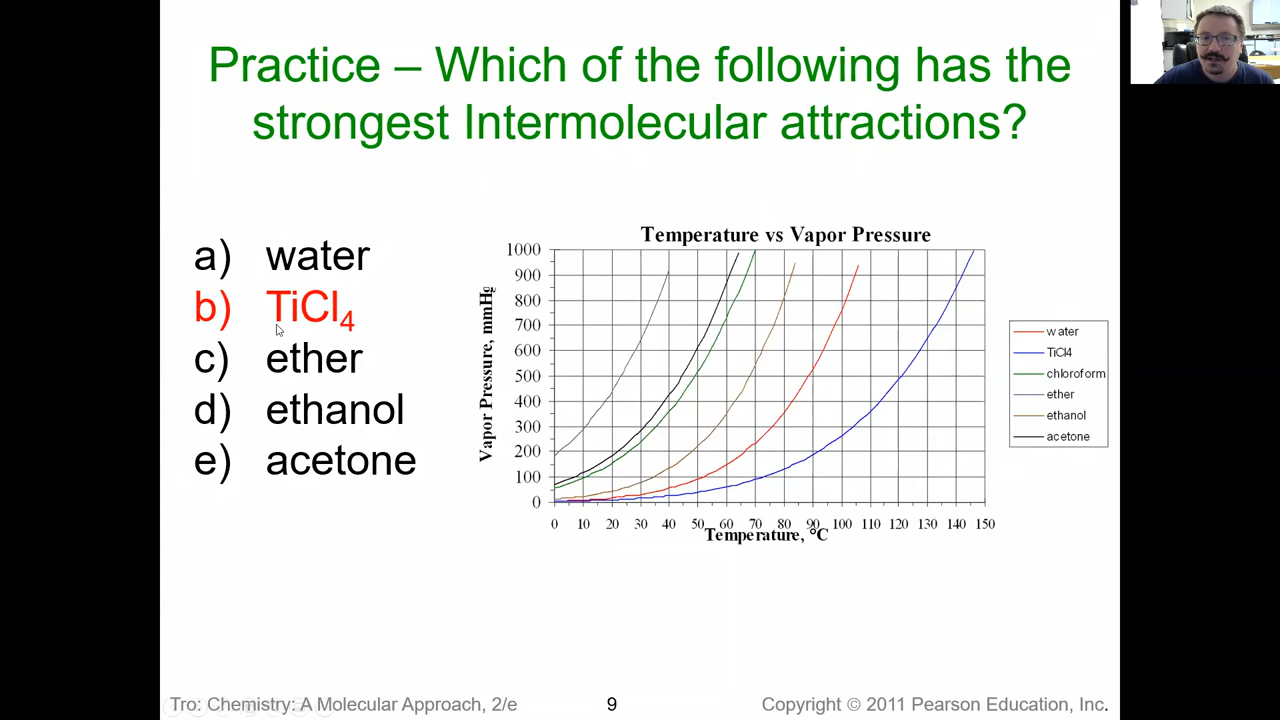 Practice – Which of the following has the
strongest Intermolecular attractions?
a) water
b) TiCl4
c) ether
d) ethanol
e) acetone
Temperature vs Vapor Pressure
Vapor Pressure, mmHg
1000
900
800
700
600
500
400
300
200
100
0
0 10 20 30 40 50 60 70 80 90 100 110 120 130 140 150
Temperature, °C
water
TiCl4
chloroform
ether
ethanol
acetone
Tro: Chemistry: A Molecular Approach, 2/e
9
Copyright © 2011 Pearson Education, Inc.